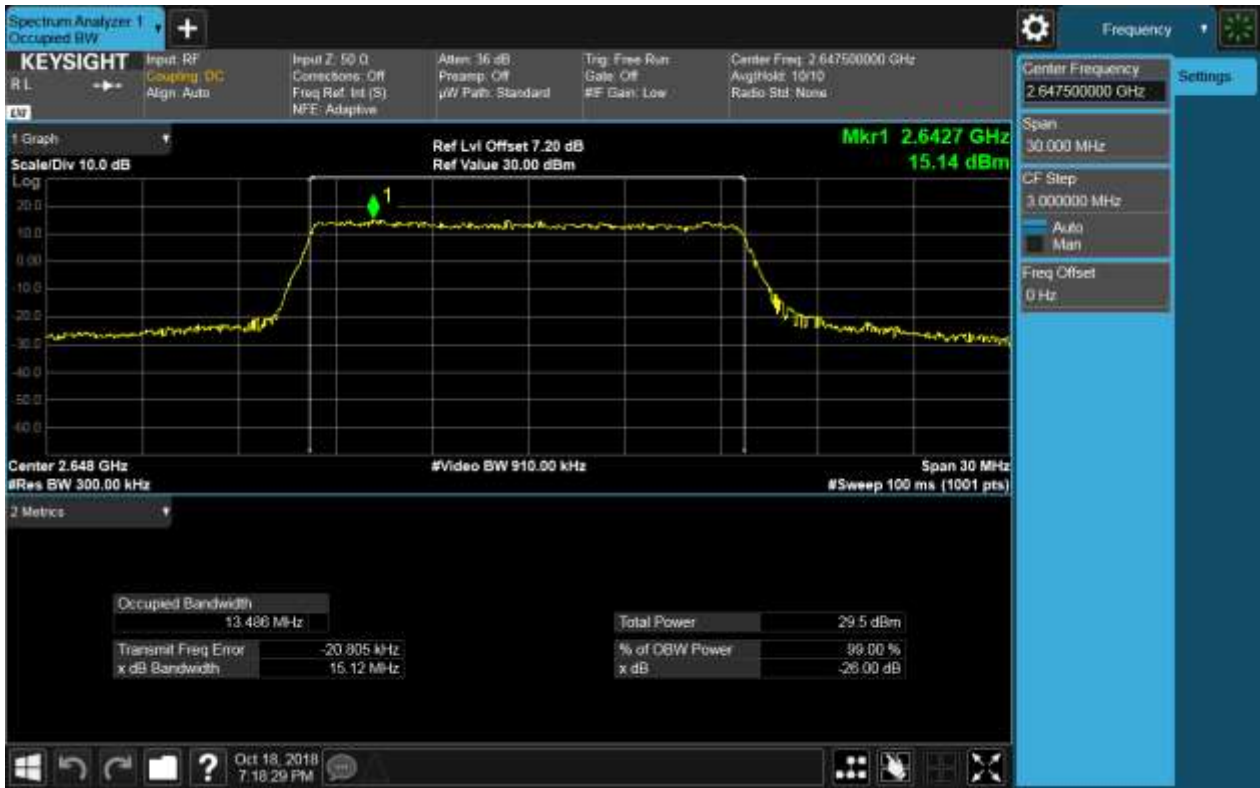 Spectrum Analyzer 1
Occupied BW
+
Frequency
KEYSIGHT
RL
Input: RF
Coupling: DC
Align: Auto
Input Z: 50 Ω
Corrections: Off
Freq Ref: Int (S)
NFE: Adaptive
Atten: 36 dB
Preamp: Off
µW Path: Standard
Trig: Free Run
Gate: Off
#IF Gain: Low
Center Freq: 2.647500000 GHz
Avg|Hold: 10/10
Radio Std: None
Center Frequency
2.647500000 GHz
Settings
Span
30.000 MHz
CF Step
3.000000 MHz
Auto
Man
Freq Offset
0 Hz
1 Graph
Scale/Div 10.0 dB
Ref Lvl Offset 7.20 dB
Ref Value 30.00 dBm
Mkr1 2.6427 GHz
15.14 dBm
Log
20.0
10.0
0.00
-10.0
-20.0
-30.0
-40.0
-50.0
-60.0
1
Center 2.648 GHz
#Res BW 300.00 kHz
#Video BW 910.00 kHz
Span 30 MHz
#Sweep 100 ms (1001 pts)
2 Metrics
Occupied Bandwidth
13.486 MHz
Transmit Freq Error -20.805 kHz
x dB Bandwidth 15.12 MHz
Total Power 29.5 dBm
% of OBW Power 99.00 %
x dB -26.00 dB
?
Oct 18, 2018
7:18:29 PM